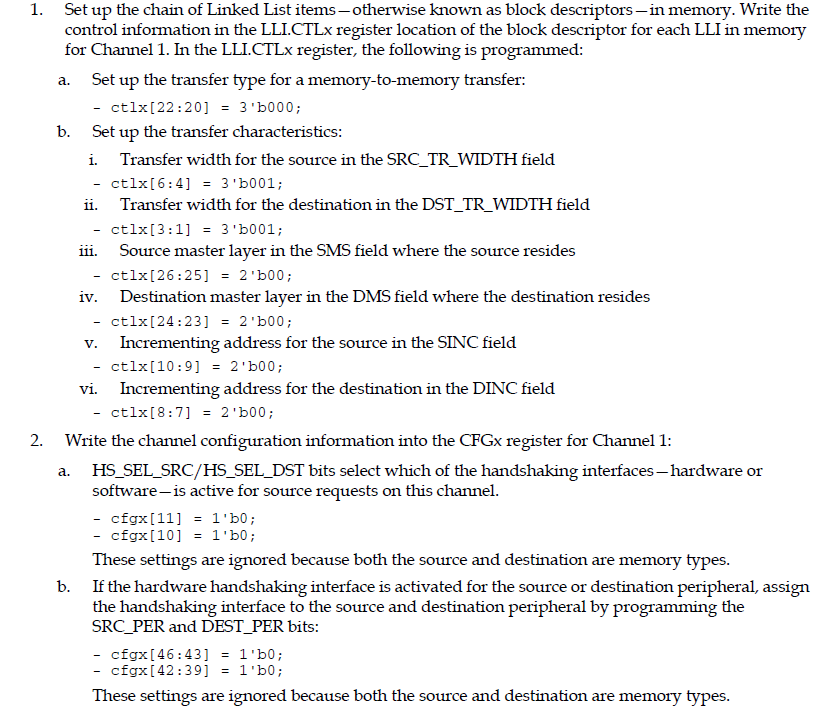 1. Set up the chain of Linked List items—otherwise known as block descriptors—in memory. Write the
control information in the LLI.CTLx register location of the block descriptor for each LLI in memory
for Channel 1. In the LLI.CTLx register, the following is programmed:
a. Set up the transfer type for a memory-to-memory transfer:
- ctlx[22:20] = 3'b000;
b. Set up the transfer characteristics:
i. Transfer width for the source in the SRC_TR_WIDTH field
- ctlx[6:4] = 3'b001;
ii. Transfer width for the destination in the DST_TR_WIDTH field
- ctlx[3:1] = 3'b001;
iii. Source master layer in the SMS field where the source resides
- ctlx[26:25] = 2'b00;
iv. Destination master layer in the DMS field where the destination resides
- ctlx[24:23] = 2'b00;
v. Incrementing address for the source in the SINC field
- ctlx[10:9] = 2'b00;
vi. Incrementing address for the destination in the DINC field
- ctlx[8:7] = 2'b00;
2. Write the channel configuration information into the CFGx register for Channel 1:
a. HS_SEL_SRC/HS_SEL_DST bits select which of the handshaking interfaces—hardware or
software—is active for source requests on this channel.
- cfgx[11] = 1'b0;
- cfgx[10] = 1'b0;
These settings are ignored because both the source and destination are memory types.
b. If the hardware handshaking interface is activated for the source or destination peripheral, assign
the handshaking interface to the source and destination peripheral by programming the
SRC_PER and DEST_PER bits:
- cfgx[46:43] = 1'b0;
- cfgx[42:39] = 1'b0;
These settings are ignored because both the source and destination are memory types.